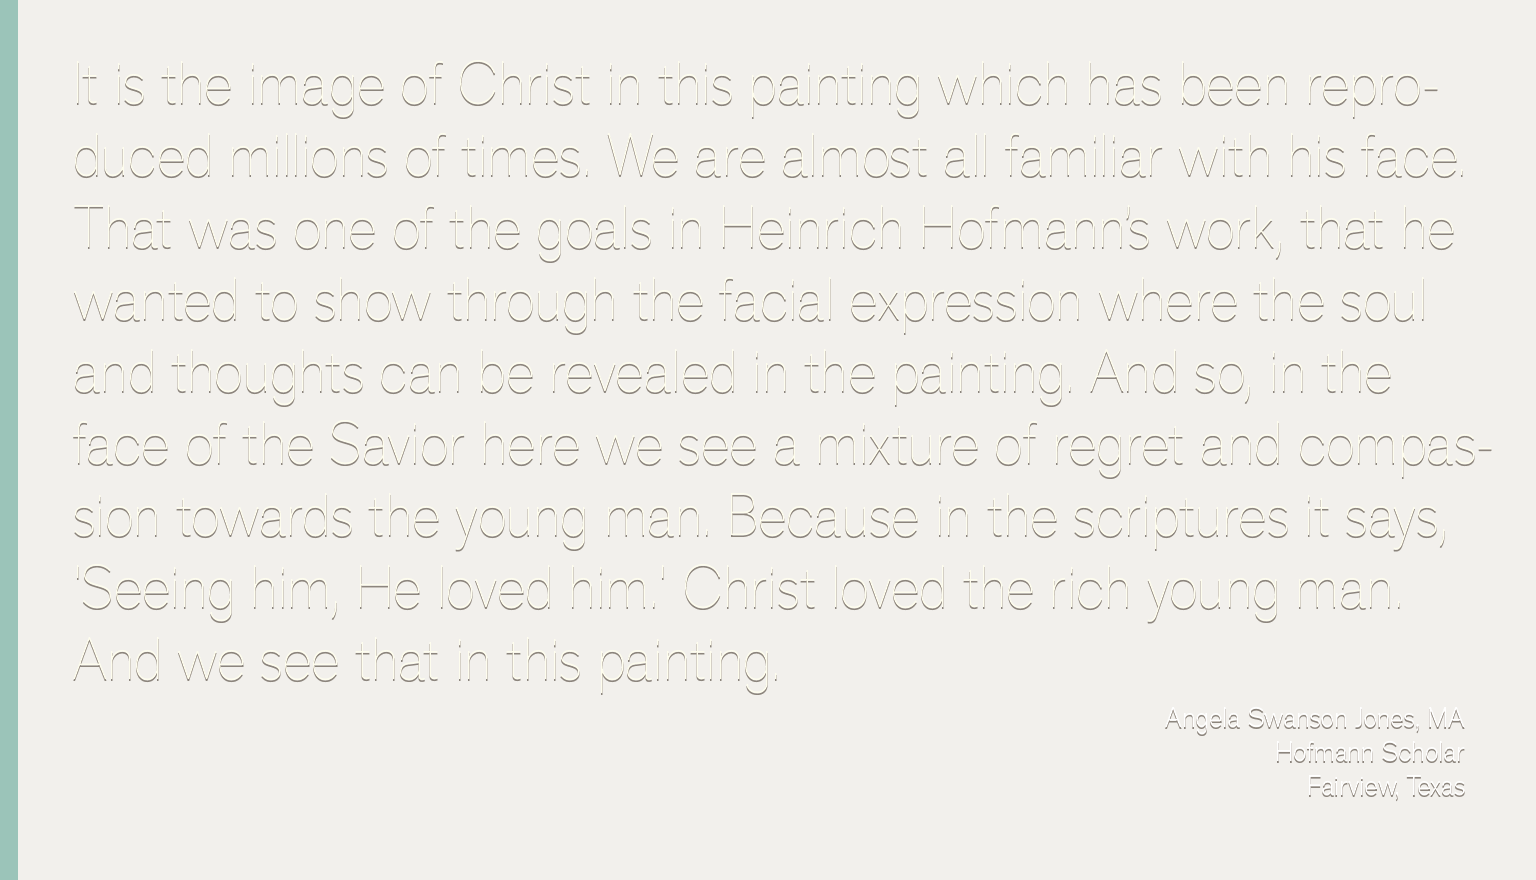 It is the image of Christ in this painting which has been repro-
duced millions of times. We are almost all familiar with his face.
That was one of the goals in Heinrich Hofmann's work, that he
wanted to show through the facial expression where the soul
and thoughts can be revealed in the painting. And so, in the
face of the Savior here we see a mixture of regret and compas-
sion towards the young man. Because in the scriptures it says,
'Seeing him, He loved him.' Christ loved the rich young man.
And we see that in this painting.
Angela Swanson Jones, MA
Hofmann Scholar
Fairview, Texas